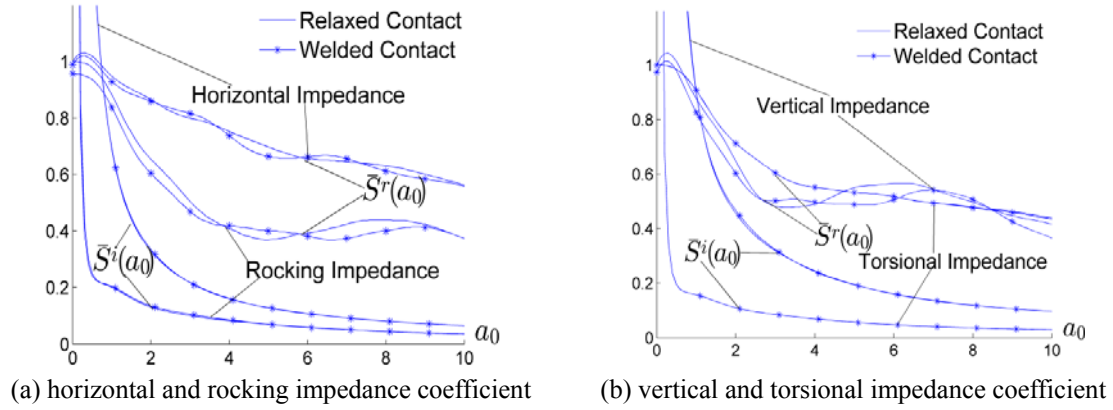 Relaxed Contact
Welded Contact
1
0.8
0.6
0.4
0.2
0
Horizontal Impedance
S̄ʳ(a₀)
S̄ⁱ(a₀)
Rocking Impedance
a₀
0 2 4 6 8 10
(a) horizontal and rocking impedance coefficient
Relaxed Contact
Welded Contact
1
0.8
0.6
0.4
0.2
0
Vertical Impedance
S̄ʳ(a₀)
S̄ⁱ(a₀)
Torsional Impedance
a₀
0 2 4 6 8 10
(b) vertical and torsional impedance coefficient